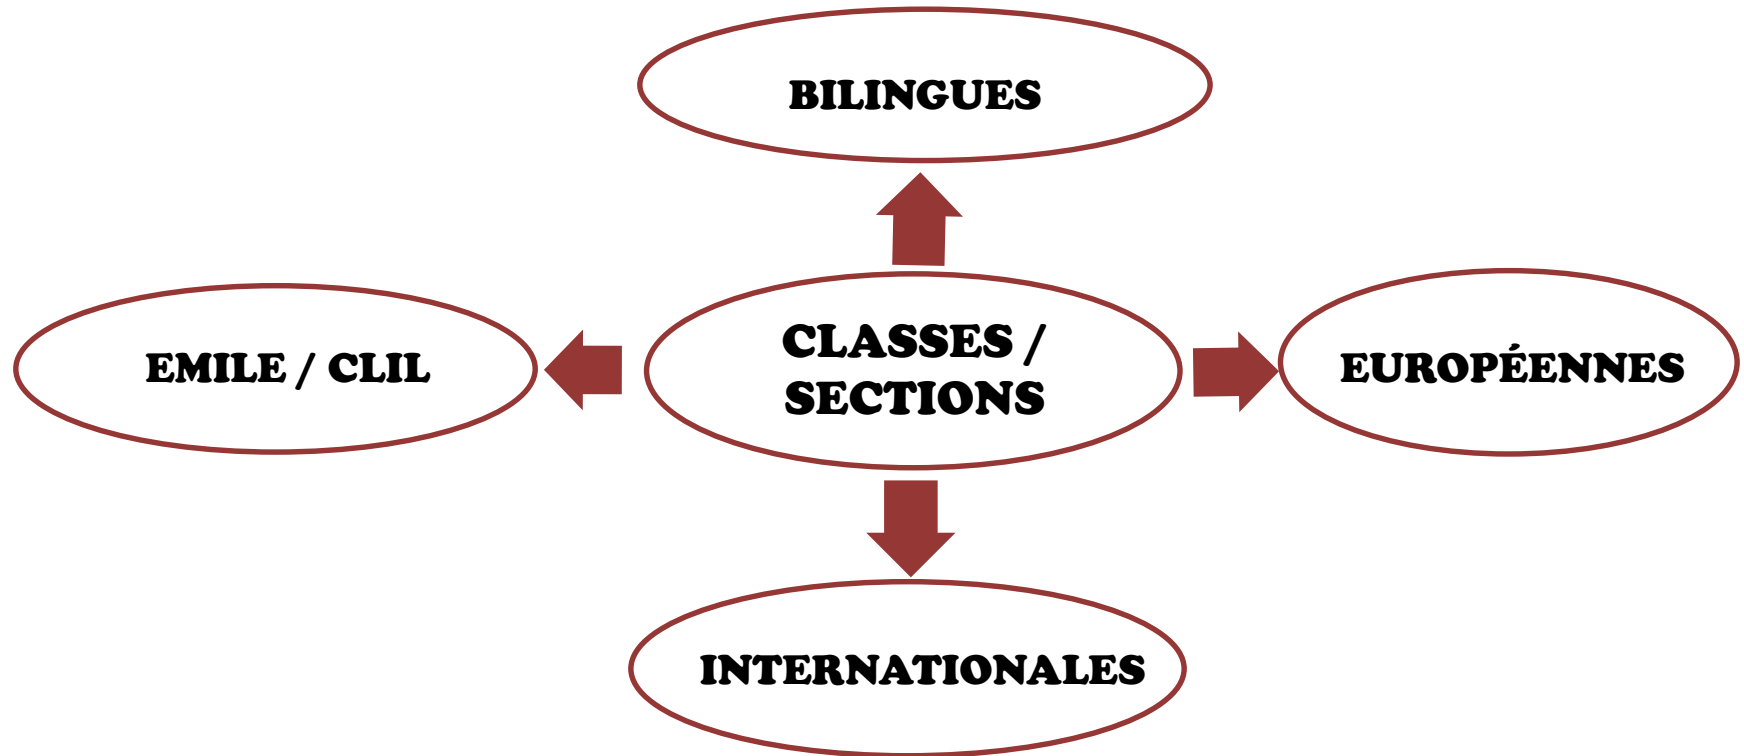 BILINGUES
EMILE / CLIL
CLASSES /
SECTIONS
EUROPÉENNES
INTERNATIONALES